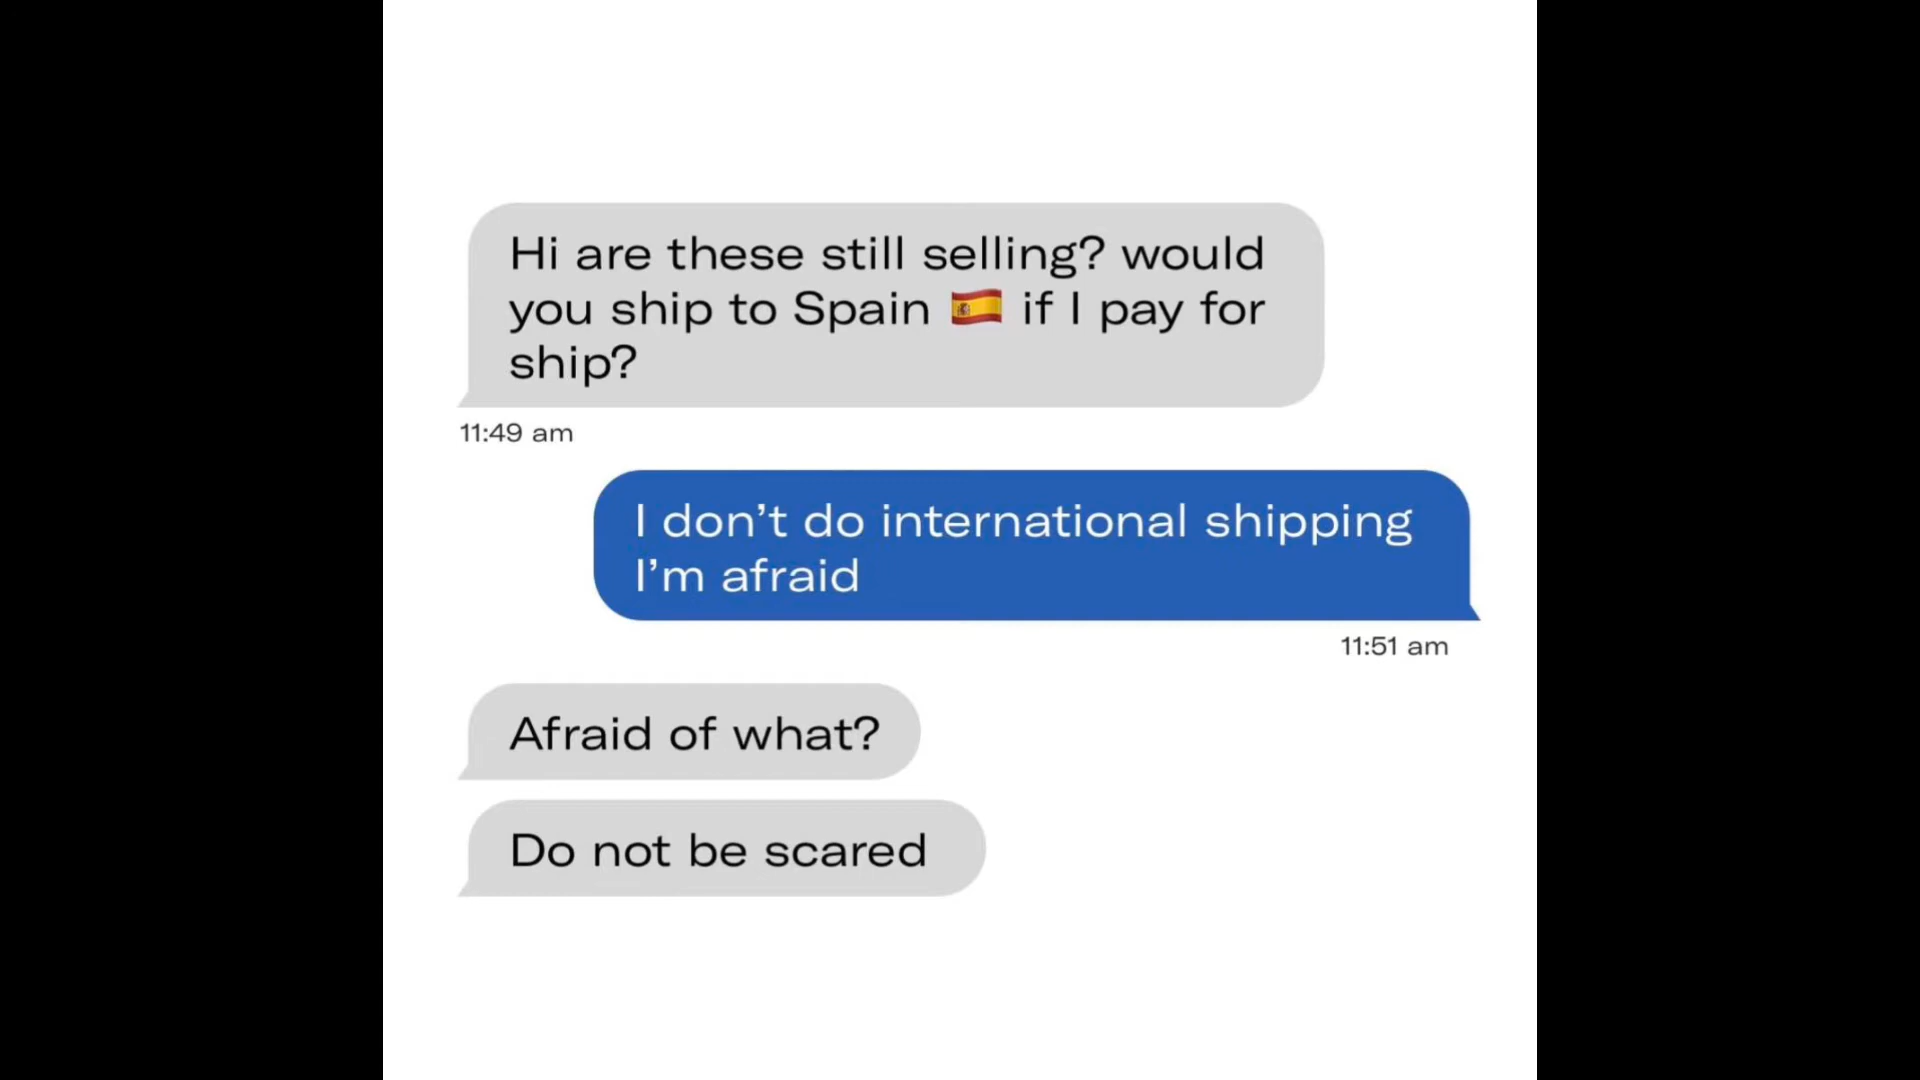 Hi are these still selling? would
you ship to Spain 🇪🇸 if I pay for
ship?
11:49 am
I don't do international shipping
I'm afraid
11:51 am
Afraid of what?
Do not be scared